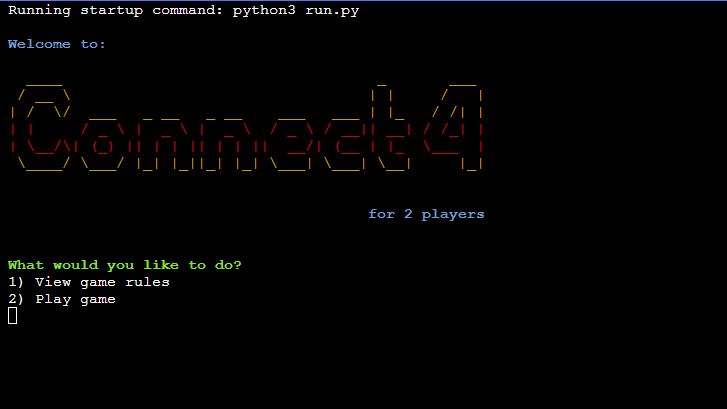 Running startup command: python3 run.py
Welcome to:
Connect 4
for 2 players
What would you like to do?
1) View game rules
2) Play game